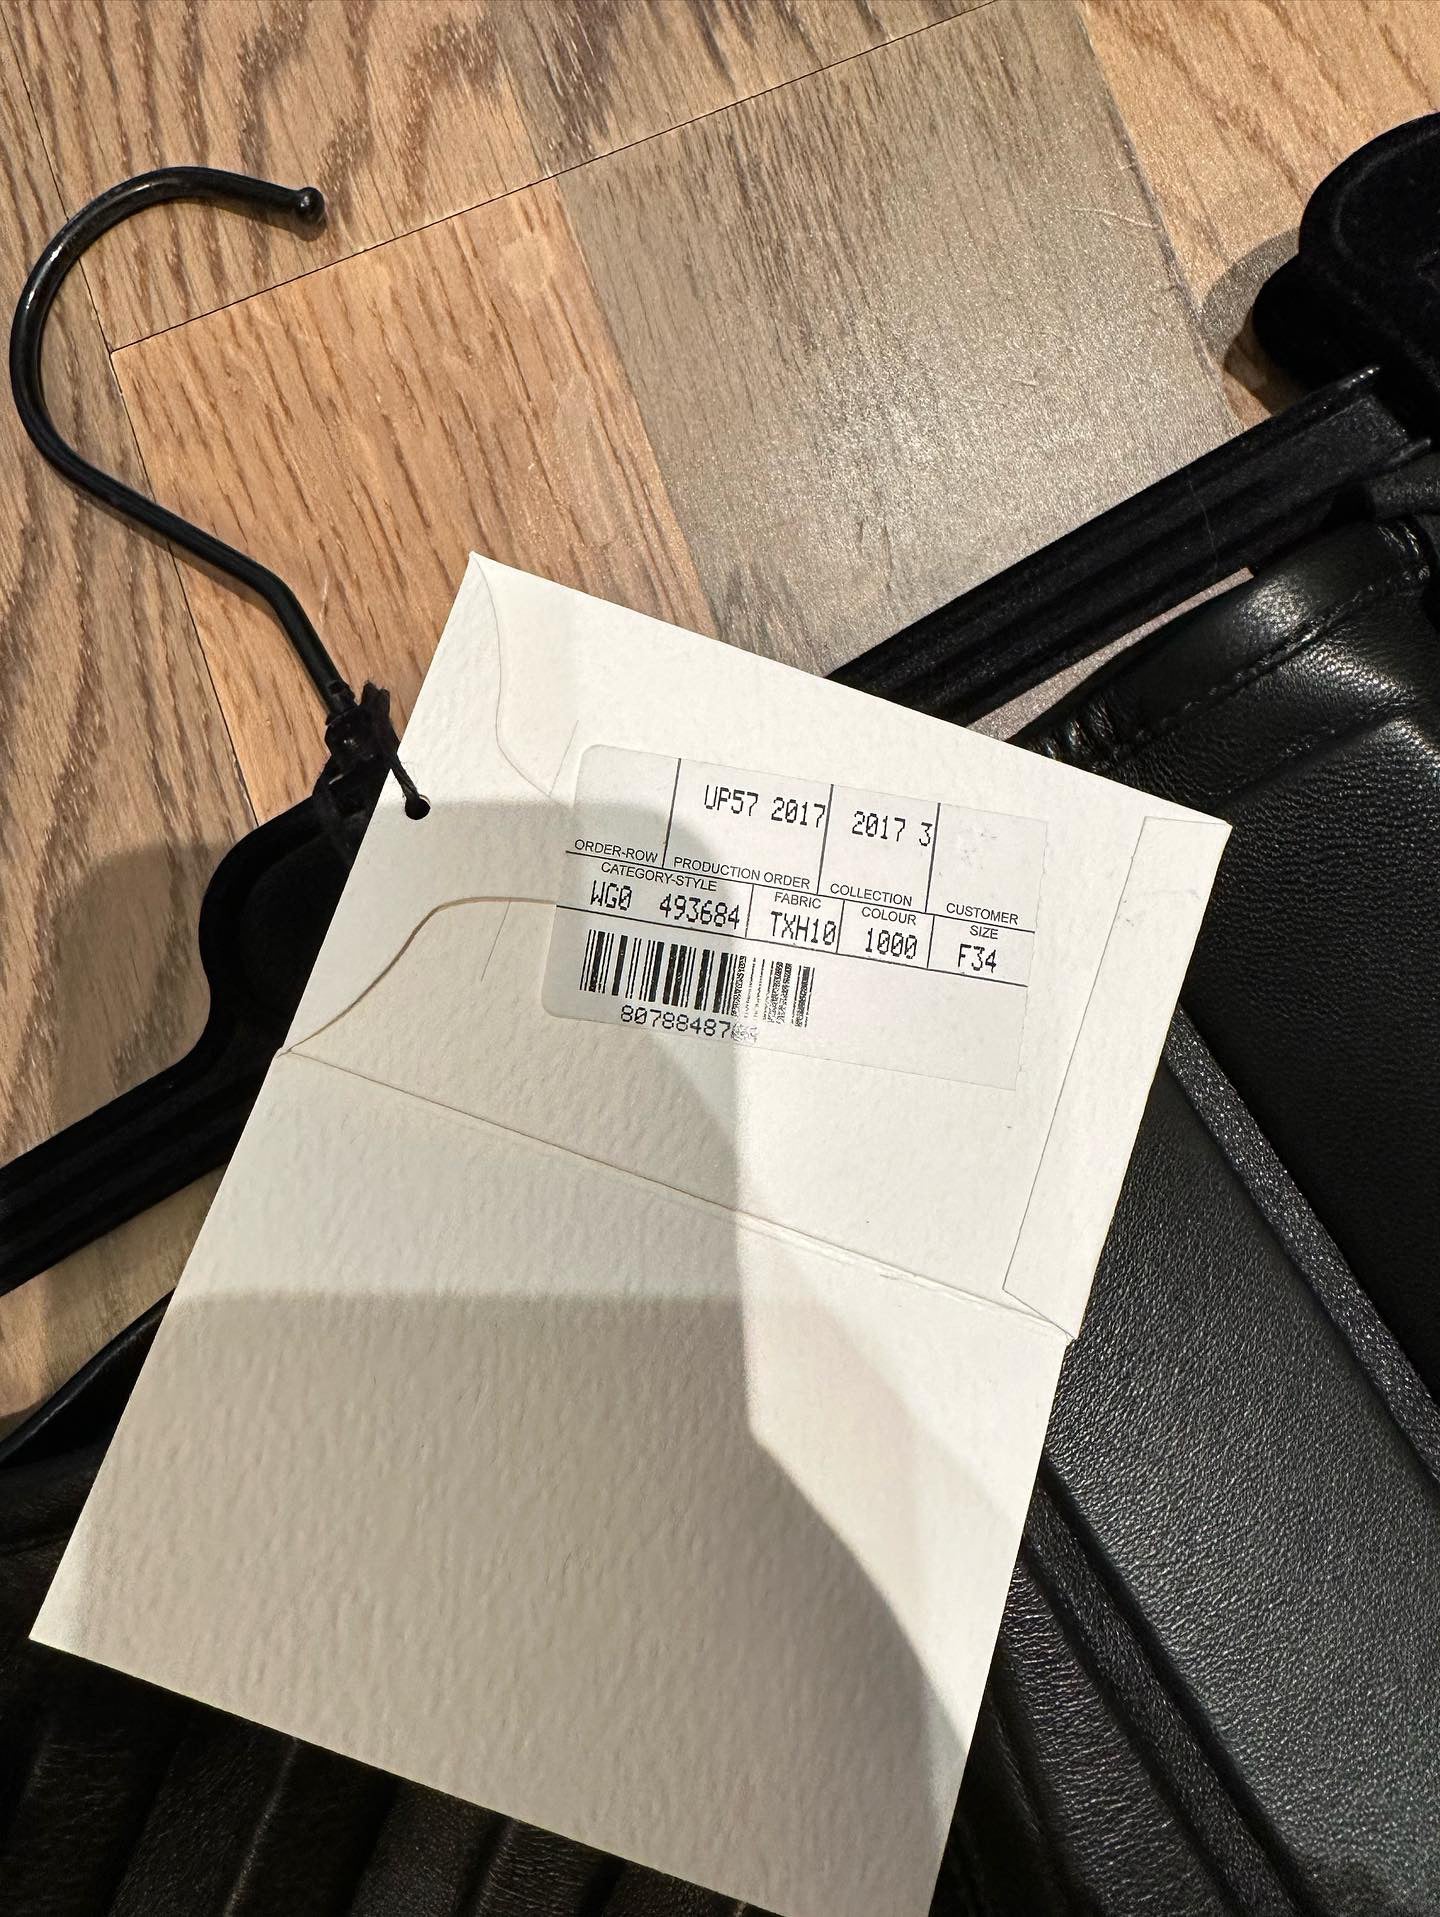 UP57 2017 2017 3
ORDER-ROW PRODUCTION ORDER COLLECTION CUSTOMER
CATEGORY-STYLE FABRIC COLOUR SIZE
WG0 493684 TXH10 1000 F34
80788487